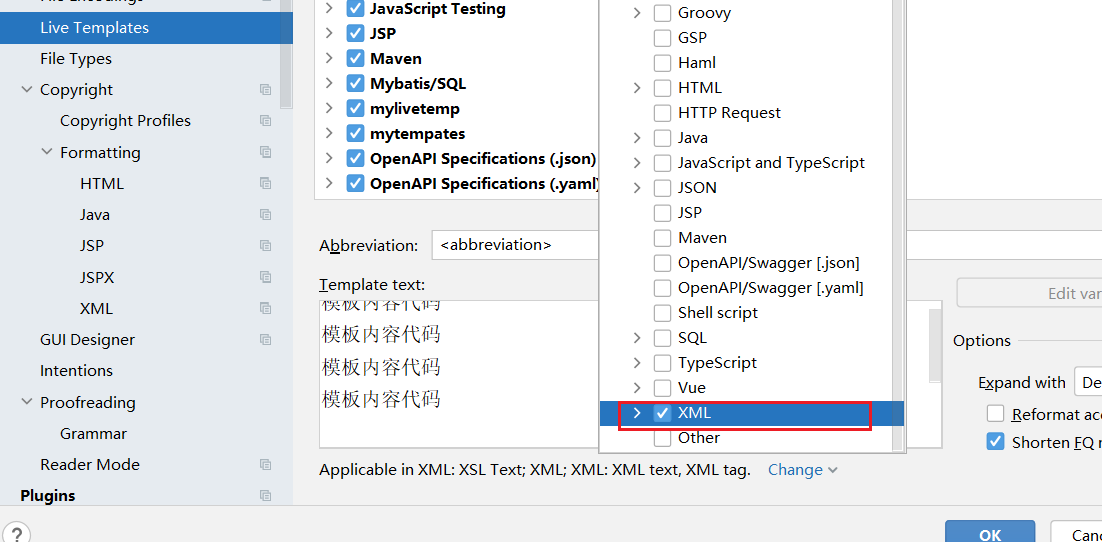 File Encodings
Live Templates
File Types
Copyright
Copyright Profiles
Formatting
HTML
Java
JSP
JSPX
XML
GUI Designer
Intentions
Proofreading
Grammar
Reader Mode
Plugins
?
JavaScript Testing
JSP
Maven
Mybatis/SQL
mylivetemp
mytempates
OpenAPI Specifications (.json)
OpenAPI Specifications (.yaml)
Abbreviation: <abbreviation>
Template text:
模板内容代码
模板内容代码
模板内容代码
模板内容代码
Applicable in XML: XSL Text; XML; XML: XML text, XML tag. Change
Groovy
GSP
Haml
HTML
HTTP Request
Java
JavaScript and TypeScript
JSON
JSP
Maven
OpenAPI/Swagger [.json]
OpenAPI/Swagger [.yaml]
Shell script
SQL
TypeScript
Vue
XML
Other
Edit var
Options
Expand with De
Reformat acc
Shorten FQ n
OK
Canc